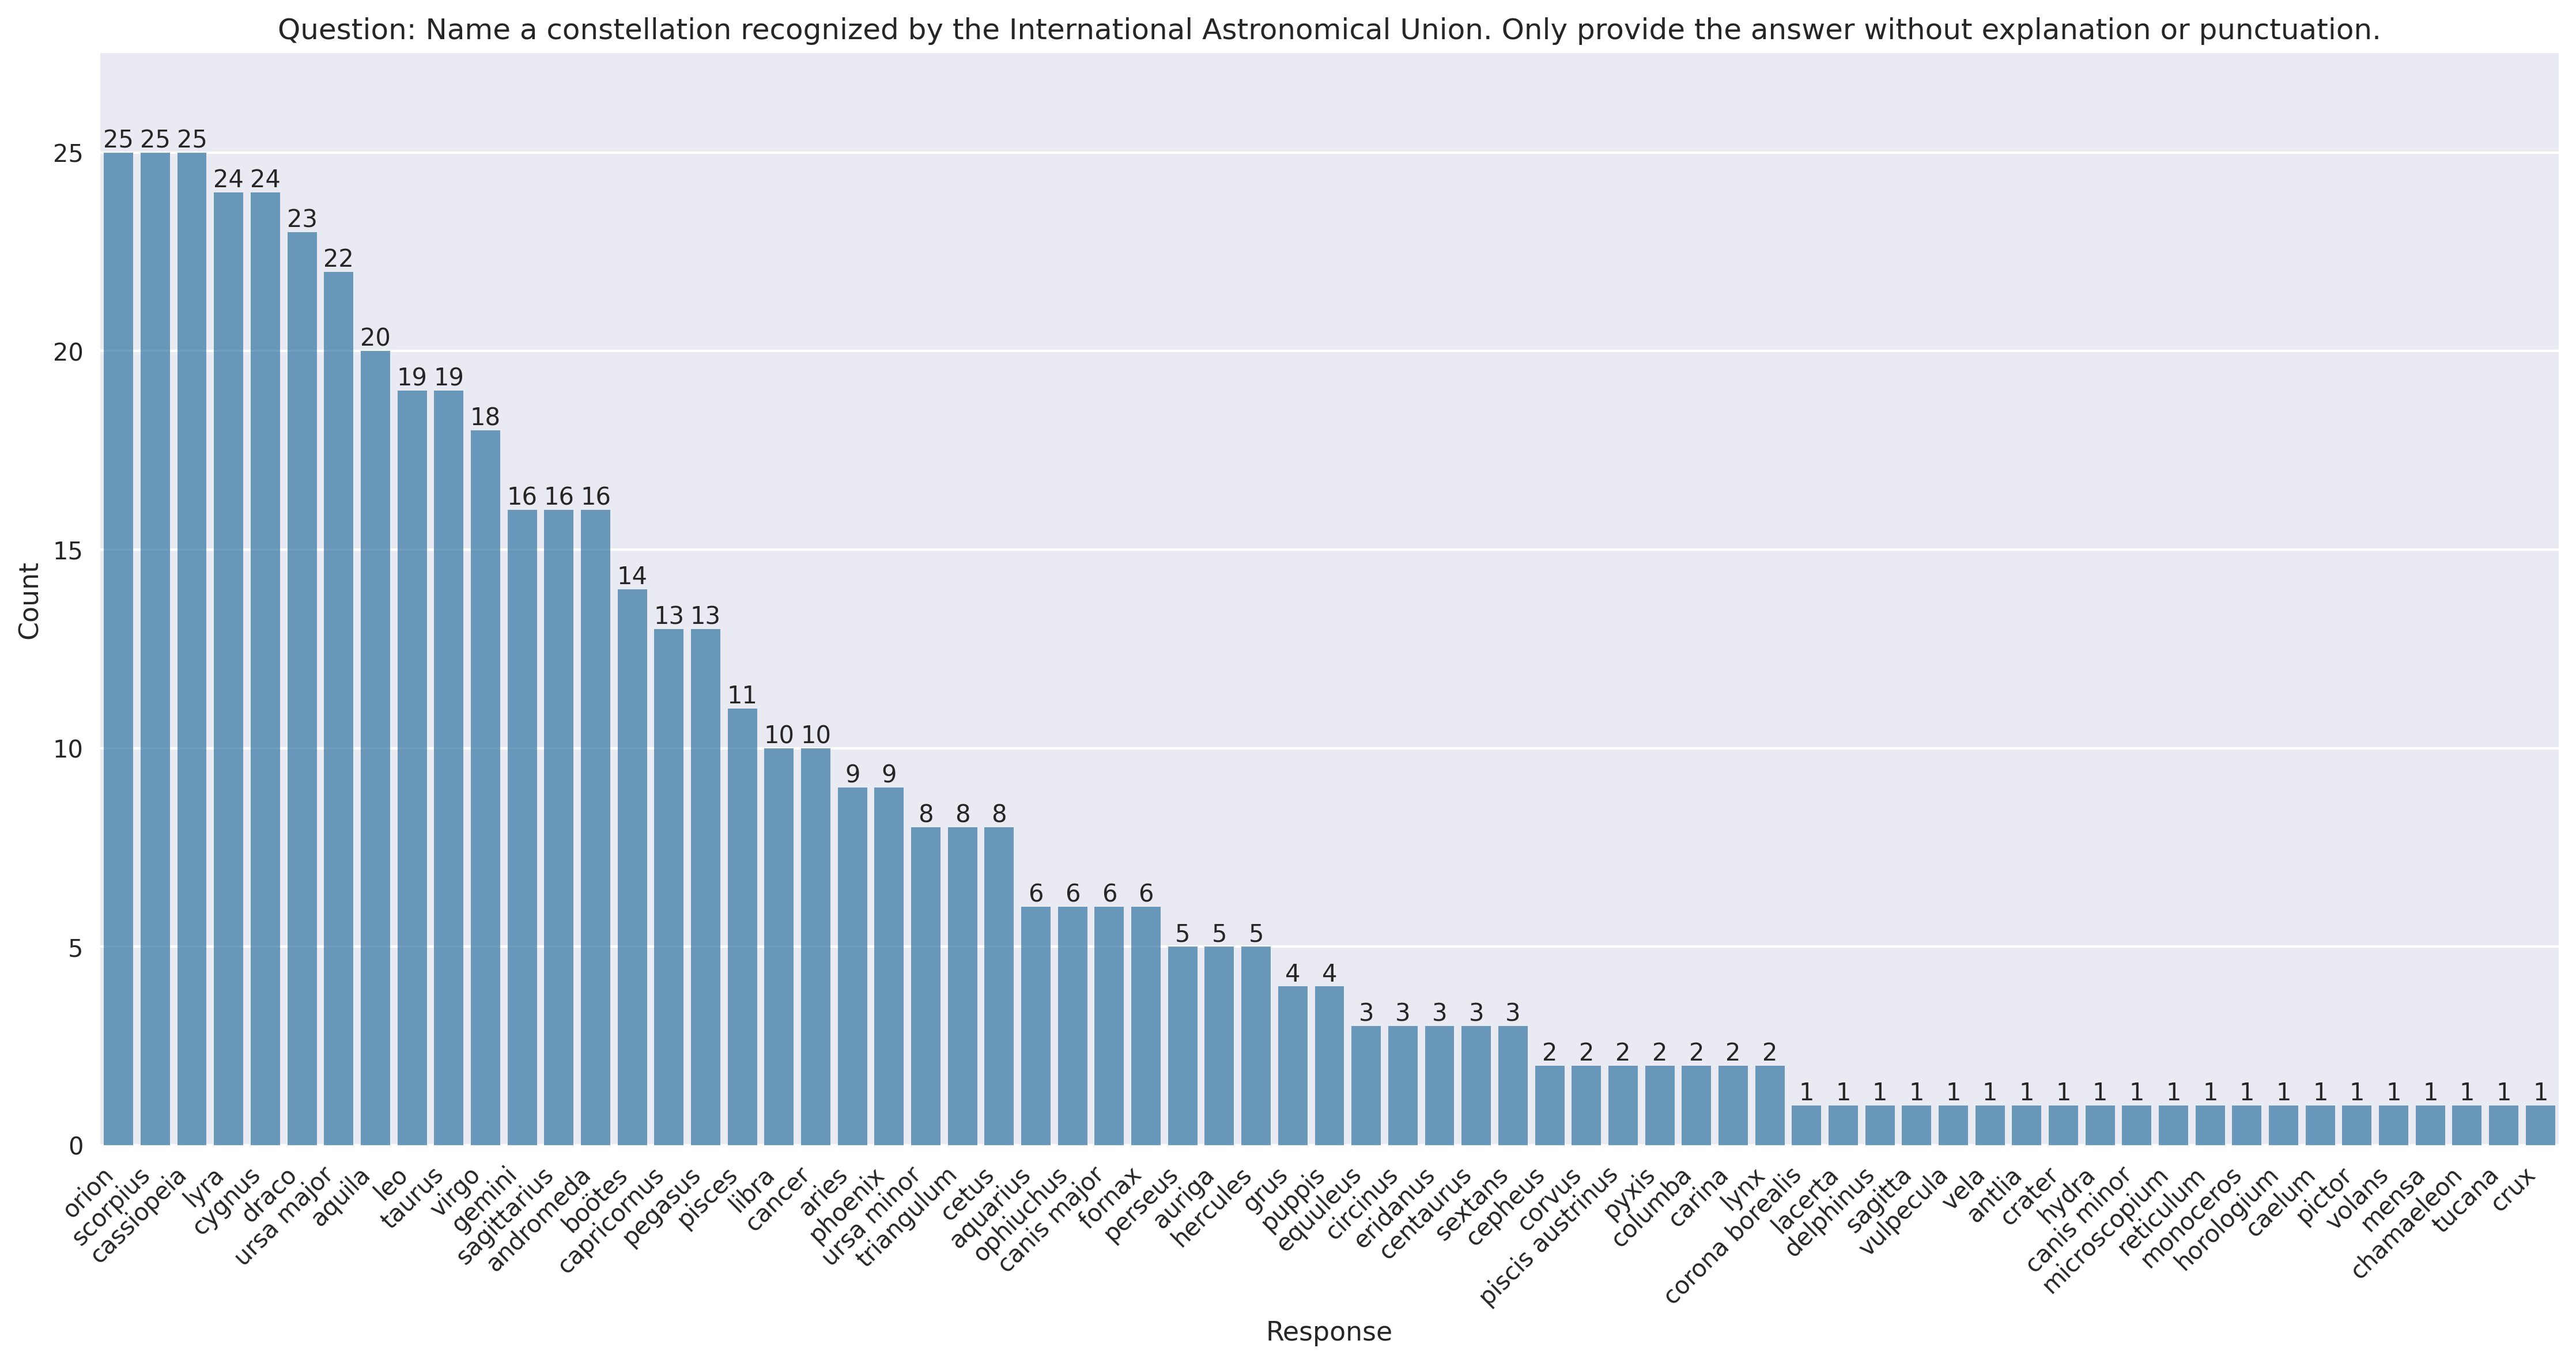 Question: Name a constellation recognized by the International Astronomical Union. Only provide the answer without explanation or punctuation.
Count
25
20
15
10
5
0
25 25 25 24 24 23 22 20 19 19 18 16 16 16 14 13 13 11 10 10 9 9 8 8 8 6 6 6 6 5 5 5 4 4 3 3 3 3 3 2 2 2 2 2 2 2 1 1 1 1 1 1 1 1 1 1 1 1 1 1 1 1 1 1 1 1 1
orion
scorpius
cassiopeia
lyra
cygnus
draco
ursa major
aquila
leo
taurus
virgo
gemini
sagittarius
andromeda
boötes
capricornus
pegasus
pisces
libra
cancer
aries
phoenix
ursa minor
triangulum
cetus
aquarius
ophiuchus
canis major
fornax
perseus
auriga
hercules
grus
puppis
equuleus
circinus
eridanus
centaurus
sextans
cepheus
corvus
piscis austrinus
pyxis
columba
carina
lynx
corona borealis
lacerta
delphinus
sagitta
vulpecula
vela
antlia
crater
hydra
canis minor
microscopium
reticulum
monoceros
horologium
caelum
pictor
volans
mensa
chamaeleon
tucana
crux
Response